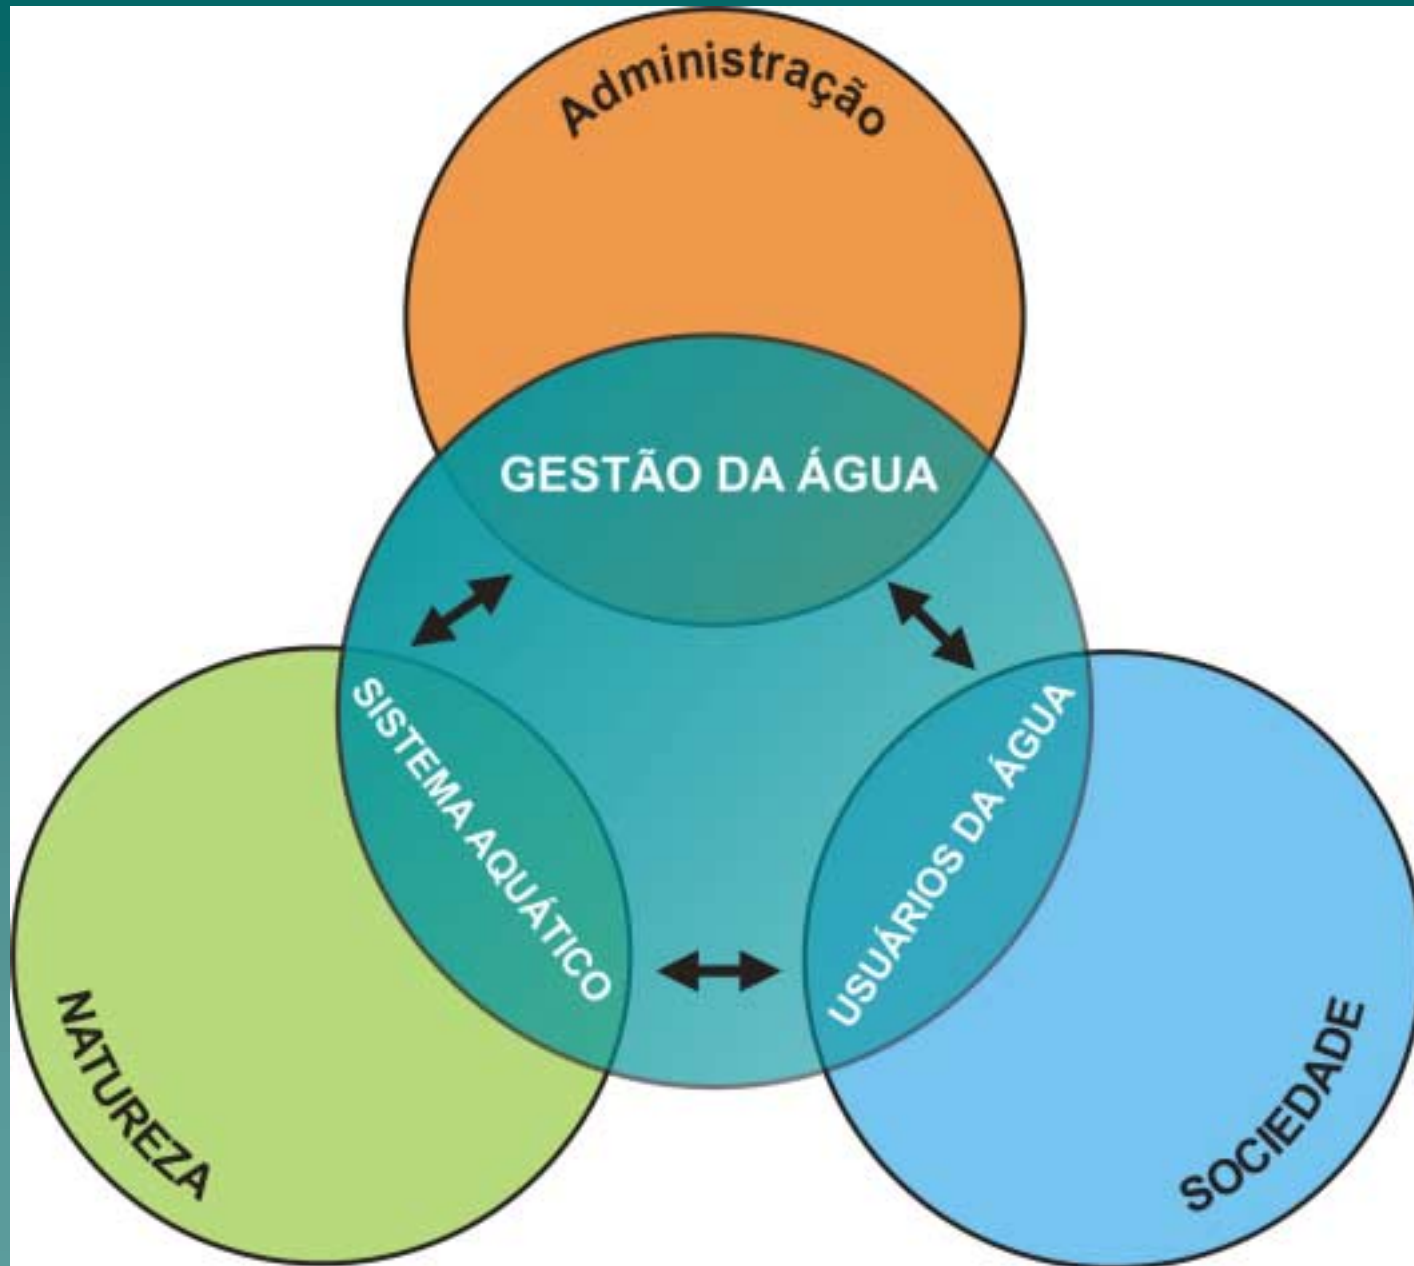 Administração
GESTÃO DA ÁGUA
SISTEMA AQUÁTICO
USUÁRIOS DA ÁGUA
NATUREZA
SOCIEDADE